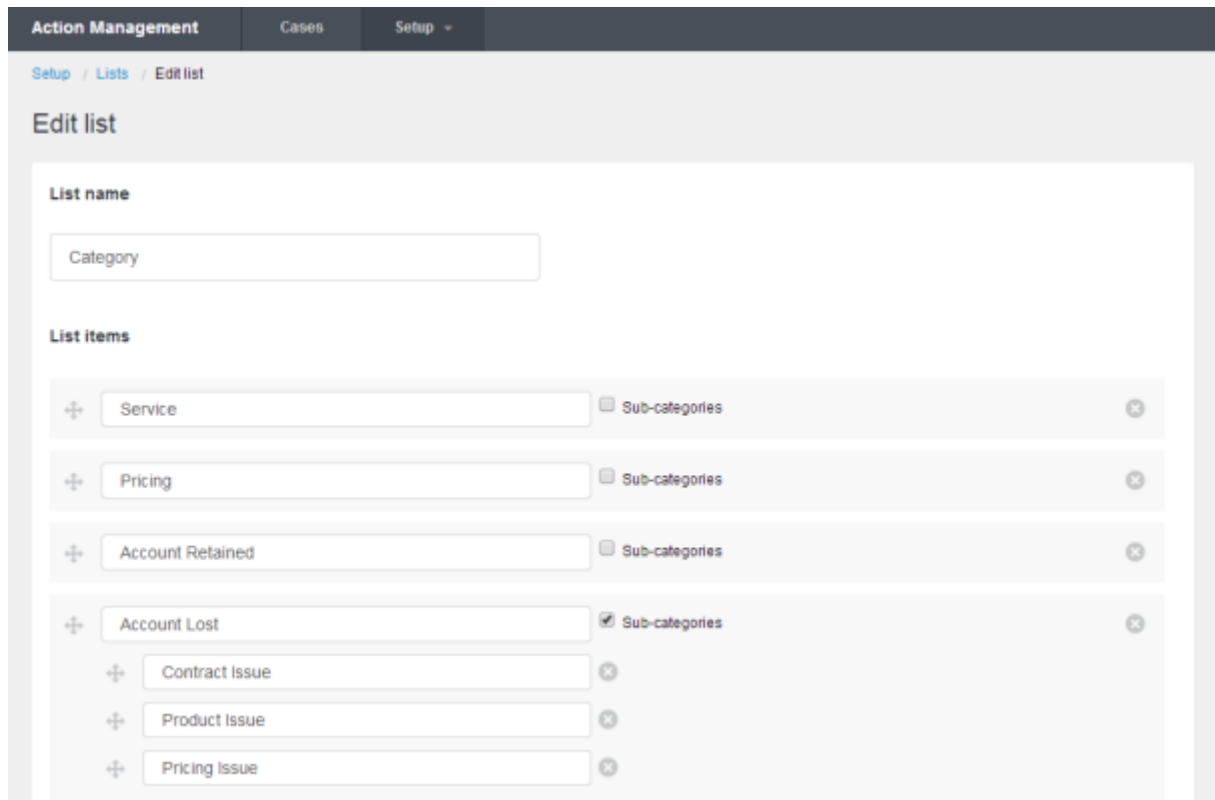 Action Management Cases Setup
Setup / Lists / Edit list
Edit list
List name
Category
List items
Service Sub-categories
Pricing Sub-categories
Account Retained Sub-categories
Account Lost Sub-categories
Contract Issue
Product Issue
Pricing Issue